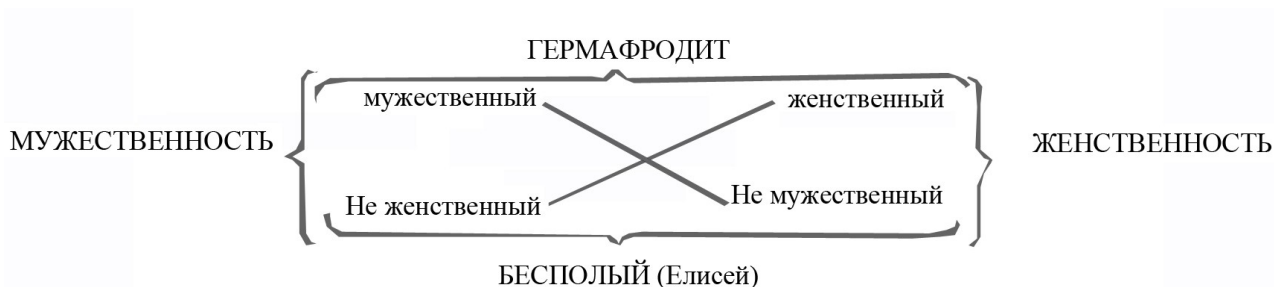 ГЕРМАФРОДИТ
мужественный женственный
МУЖЕСТВЕННОСТЬ ЖЕНСТВЕННОСТЬ
Не женственный Не мужественный
БЕСПОЛЫЙ (Елисей)